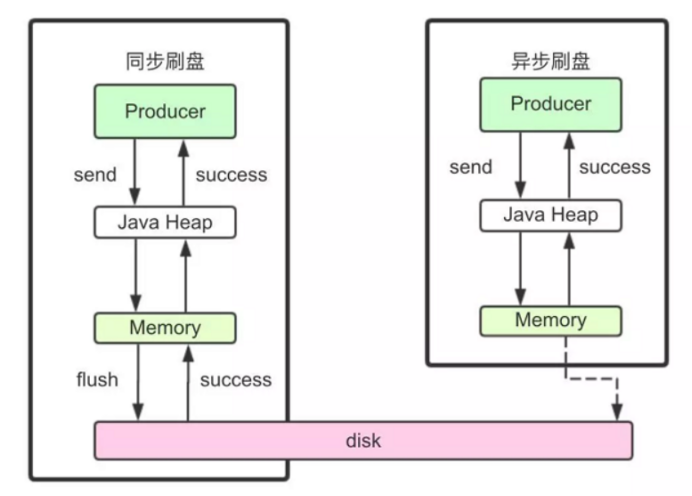 同步刷盘
Producer
send
success
Java Heap
Memory
flush
success
异步刷盘
Producer
send
success
Java Heap
Memory
disk